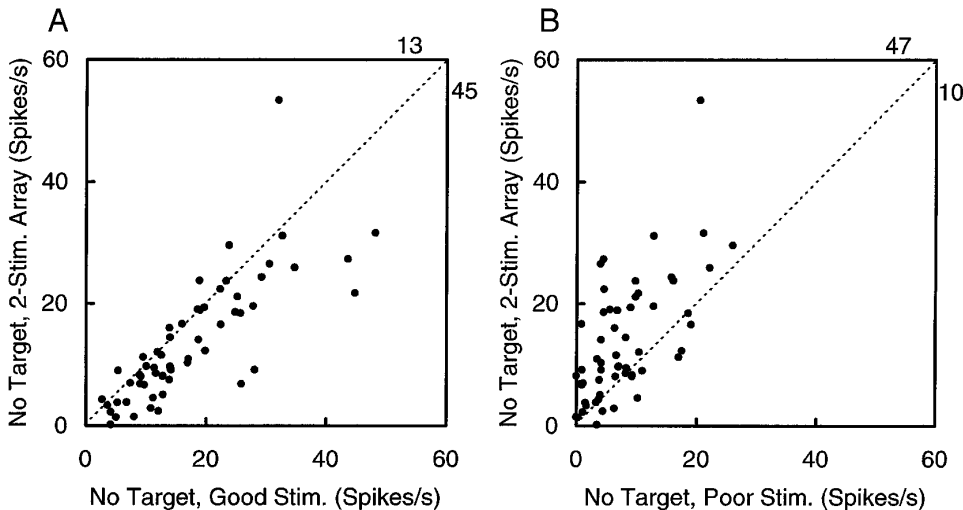 A
B
13
47
60
60
45
10
40
40
20
20
0
0
0 20 40 60
0 20 40 60
No Target, 2-Stim. Array (Spikes/s)
No Target, 2-Stim. Array (Spikes/s)
No Target, Good Stim. (Spikes/s)
No Target, Poor Stim. (Spikes/s)